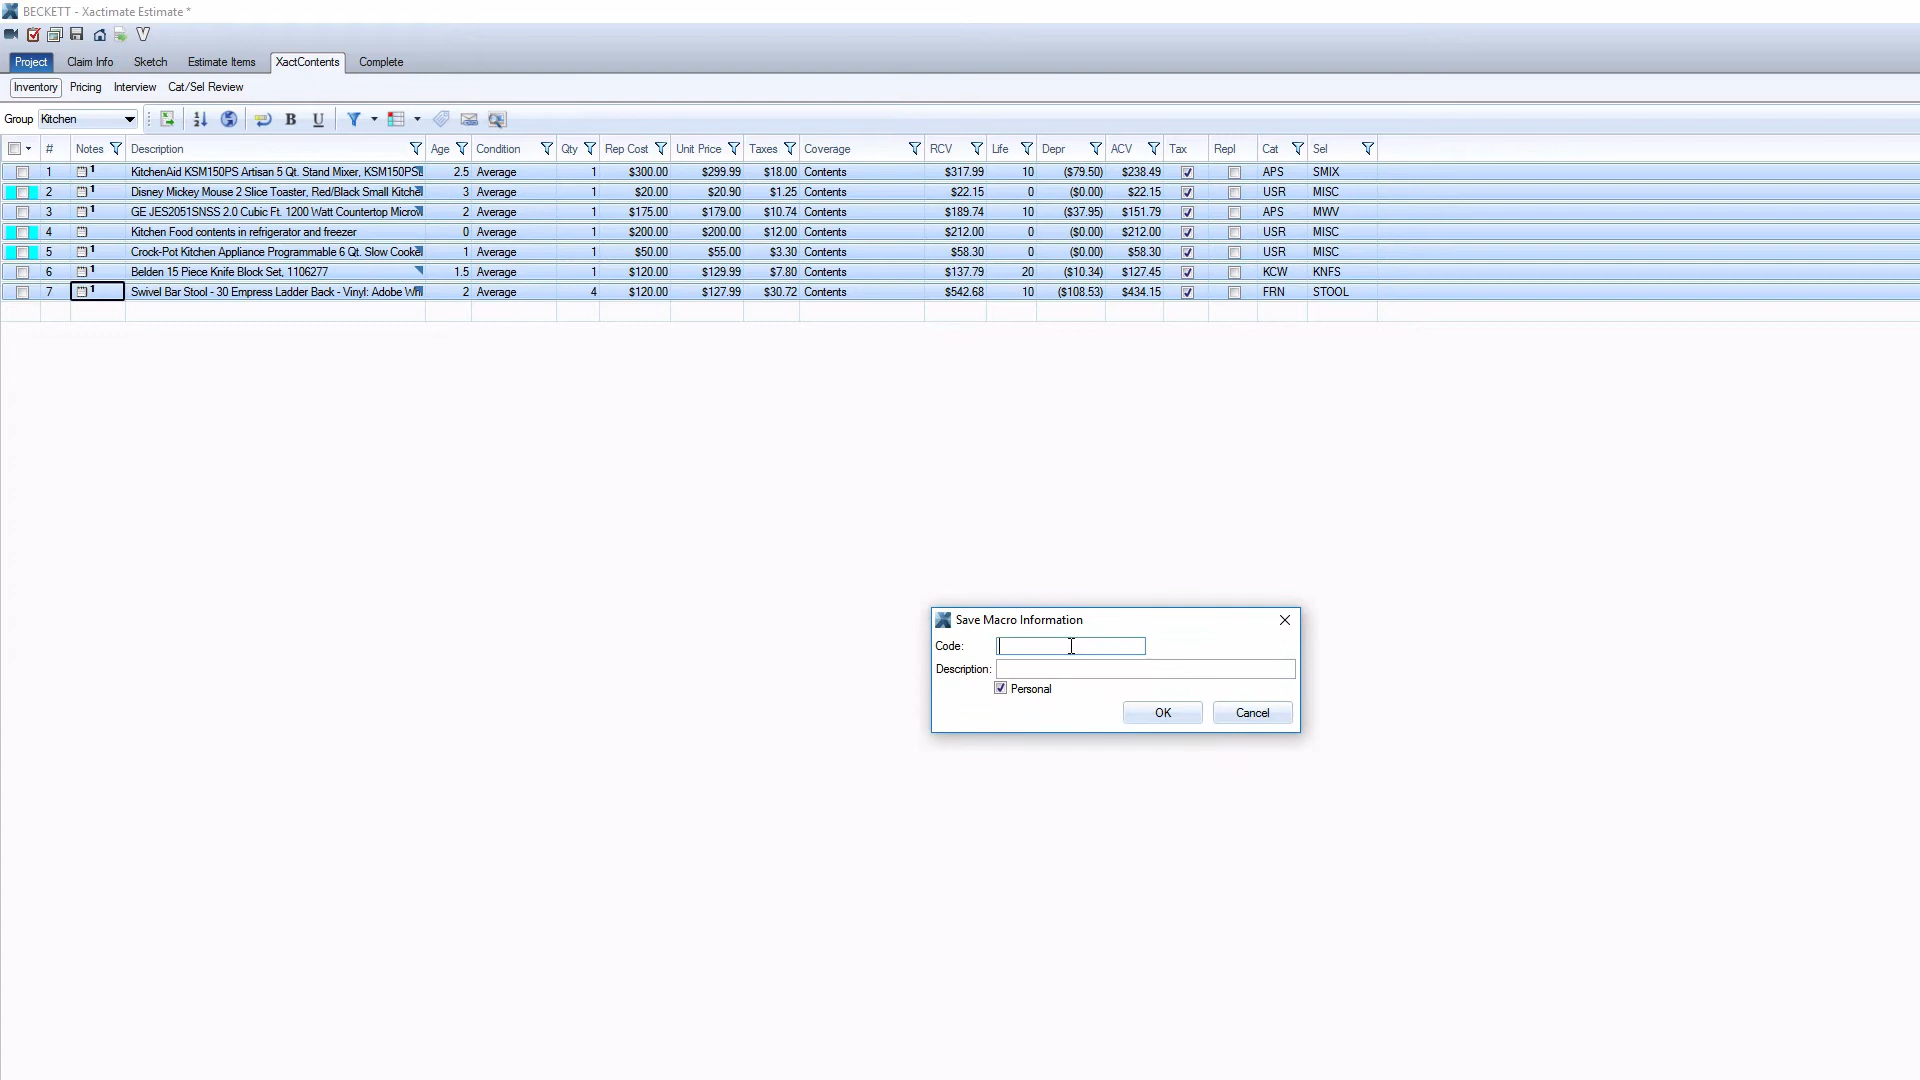 BECKETT - Xactimate Estimate *
Project Claim Info Sketch Estimate Items XactContents Complete
Inventory Pricing Interview Cat/Sel Review
Group Kitchen
# Notes Description Age Condition Qty Rep Cost Unit Price Taxes Coverage RCV Life Depr ACV Tax Repl Cat Sel
1 1 KitchenAid KSM150PS Artisan 5 Qt. Stand Mixer, KSM150PS 2.5 Average 1 $300.00 $299.99 $18.00 Contents $317.99 10 ($79.50) $238.49 APS SMIX
2 1 Disney Mickey Mouse 2 Slice Toaster, Red/Black Small Kitche 3 Average 1 $20.00 $20.90 $1.25 Contents $22.15 0 ($0.00) $22.15 USR MISC
3 1 GE JES2051SNSS 2.0 Cubic Ft. 1200 Watt Countertop Microw 2 Average 1 $175.00 $179.00 $10.74 Contents $189.74 10 ($37.95) $151.79 APS MWV
4 Kitchen Food contents in refrigerator and freezer 0 Average 1 $200.00 $200.00 $12.00 Contents $212.00 0 ($0.00) $212.00 USR MISC
5 1 Crock-Pot Kitchen Appliance Programmable 6 Qt. Slow Cooke 1 Average 1 $50.00 $55.00 $3.30 Contents $58.30 0 ($0.00) $58.30 USR MISC
6 1 Belden 15 Piece Knife Block Set, 1106277 1.5 Average 1 $120.00 $129.99 $7.80 Contents $137.79 20 ($10.34) $127.45 KCW KNFS
7 1 Swivel Bar Stool - 30 Empress Ladder Back - Vinyl: Adobe Whi 2 Average 4 $120.00 $127.99 $30.72 Contents $542.68 10 ($108.53) $434.15 FRN STOOL
Save Macro Information
Code:
Description:
Personal
OK Cancel